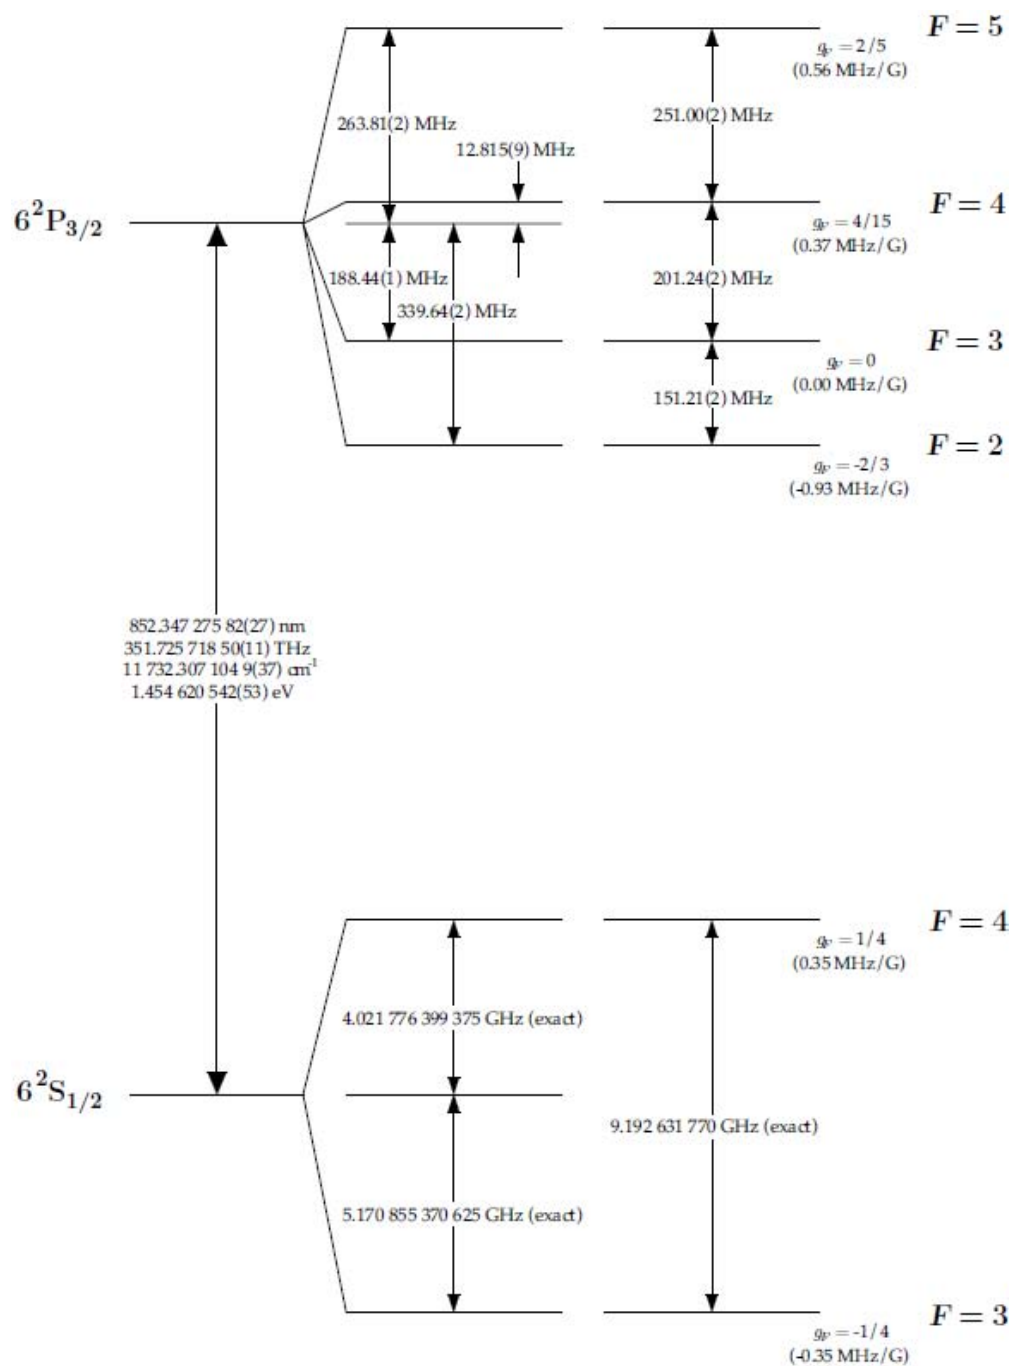 F = 5
g_F = 2/5
(0.56 MHz/G)
263.81(2) MHz
251.00(2) MHz
12.815(9) MHz
6²P₃/₂
F = 4
g_F = 4/15
(0.37 MHz/G)
188.44(1) MHz
201.24(2) MHz
339.64(2) MHz
F = 3
g_F = 0
(0.00 MHz/G)
151.21(2) MHz
F = 2
g_F = -2/3
(-0.93 MHz/G)
852.347 275 82(27) nm
351.725 718 50(11) THz
11 732.307 104 9(37) cm⁻¹
1.454 620 542(53) eV
F = 4
g_F = 1/4
(0.35 MHz/G)
4.021 776 399 375 GHz (exact)
6²S₁/₂
9.192 631 770 GHz (exact)
5.170 855 370 625 GHz (exact)
F = 3
g_F = -1/4
(-0.35 MHz/G)